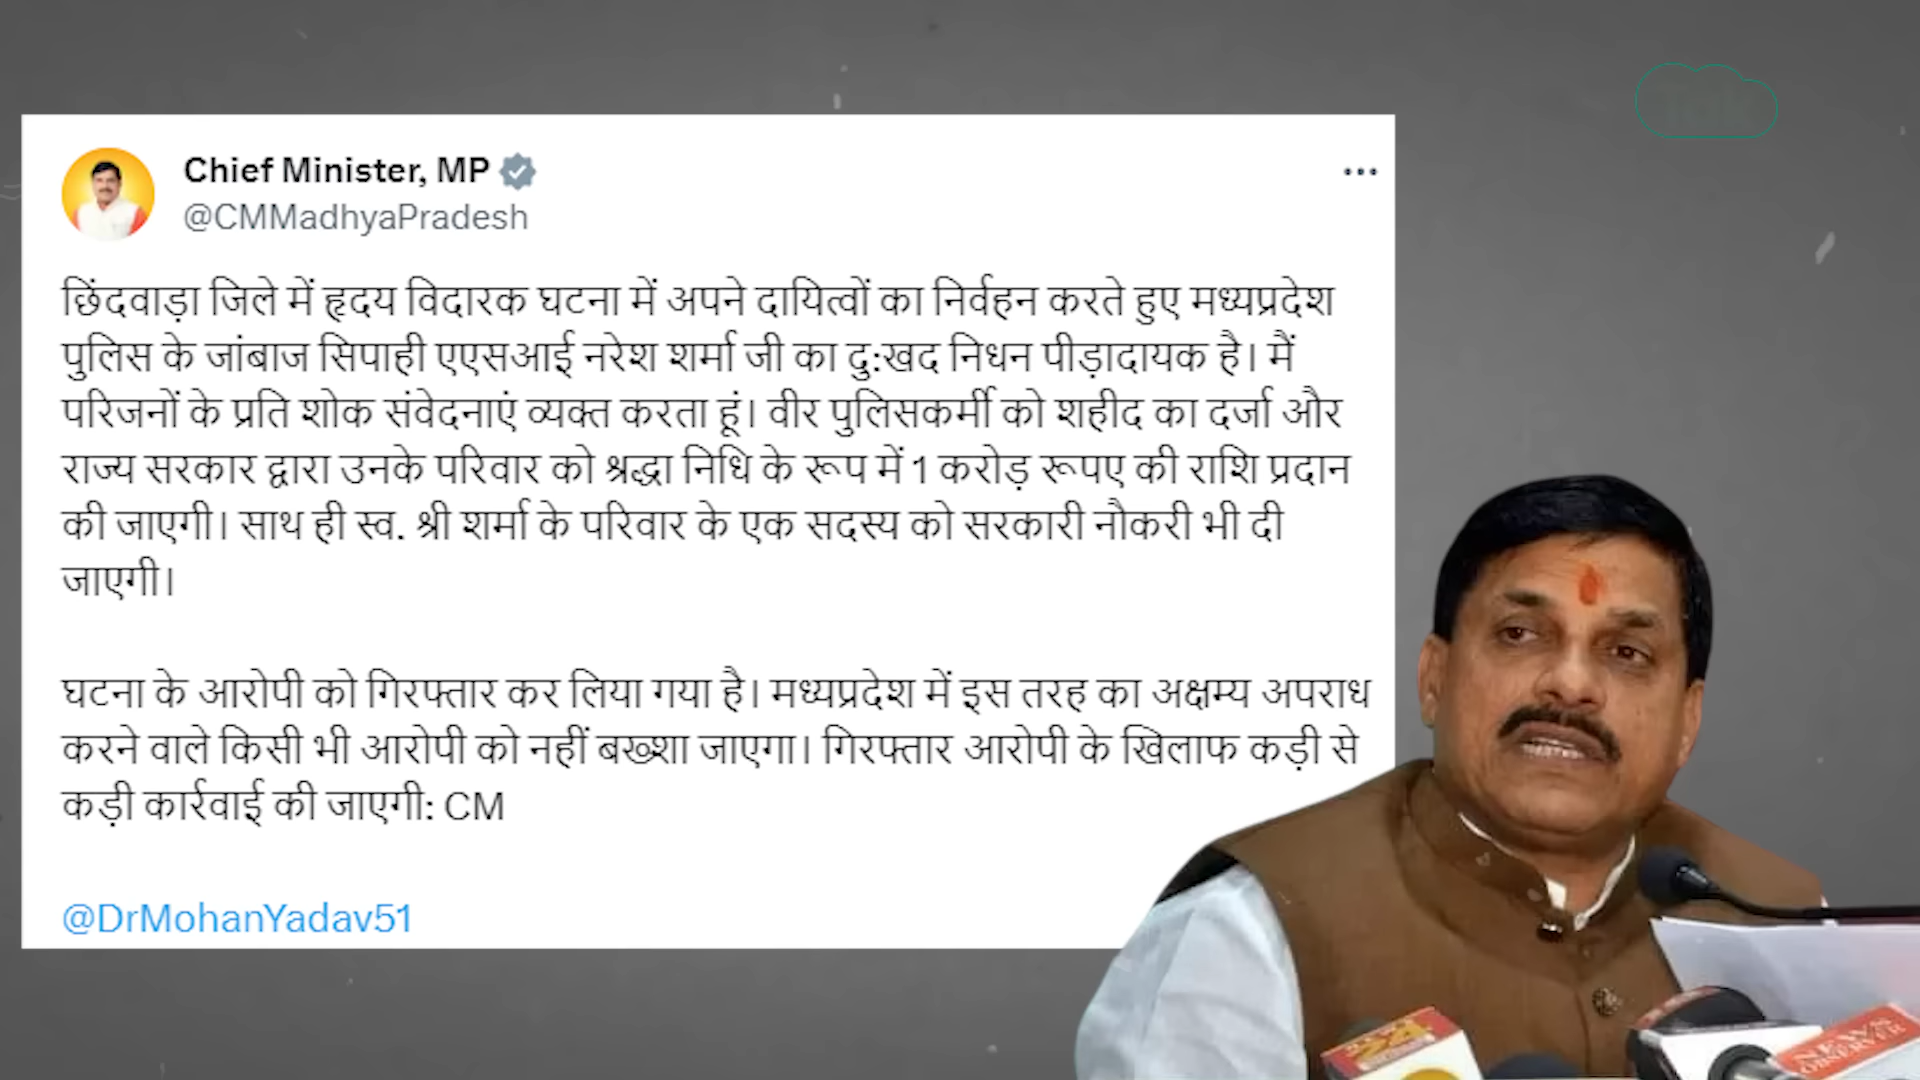 Chief Minister, MP
@CMMadhyaPradesh
छिंदवाड़ा जिले में हृदय विदारक घटना में अपने दायित्वों का निर्वहन करते हुए मध्यप्रदेश
पुलिस के जांबाज सिपाही एएसआई नरेश शर्मा जी का दु:खद निधन पीड़ादायक है। मैं
परिजनों के प्रति शोक संवेदनाएं व्यक्त करता हूं। वीर पुलिसकर्मी को शहीद का दर्जा और
राज्य सरकार द्वारा उनके परिवार को श्रद्धा निधि के रूप में 1 करोड़ रूपए की राशि प्रदान
की जाएगी। साथ ही स्व. श्री शर्मा के परिवार के एक सदस्य को सरकारी नौकरी भी दी
जाएगी।
घटना के आरोपी को गिरफ्तार कर लिया गया है। मध्यप्रदेश में इस तरह का अक्षम्य अपराध
करने वाले किसी भी आरोपी को नहीं बख्शा जाएगा। गिरफ्तार आरोपी के खिलाफ कड़ी से
कड़ी कार्रवाई की जाएगी: CM
@DrMohanYadav51
NEWS
OBSERVER